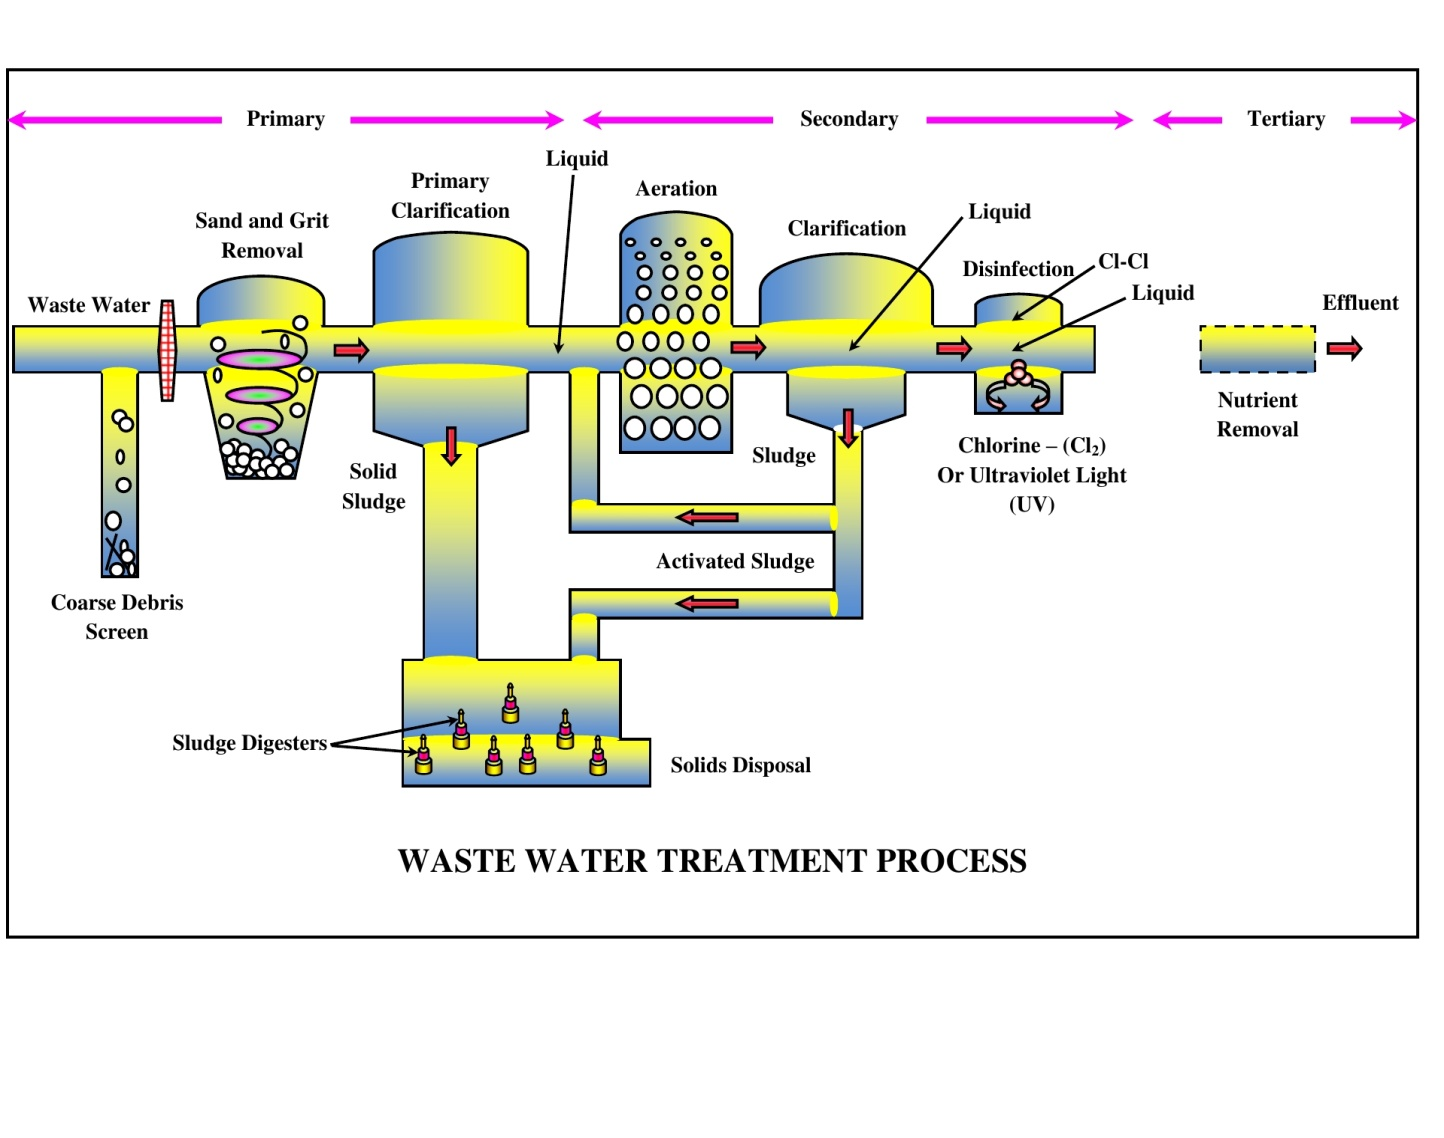 Primary
Secondary
Tertiary
Liquid
Primary
Clarification
Aeration
Sand and Grit
Removal
Liquid
Clarification
Disinfection
Cl-Cl
Liquid
Waste Water
Effluent
Nutrient
Removal
Chlorine – (Cl₂)
Or Ultraviolet Light
(UV)
Sludge
Solid
Sludge
Activated Sludge
Coarse Debris
Screen
Sludge Digesters
Solids Disposal
WASTE WATER TREATMENT PROCESS